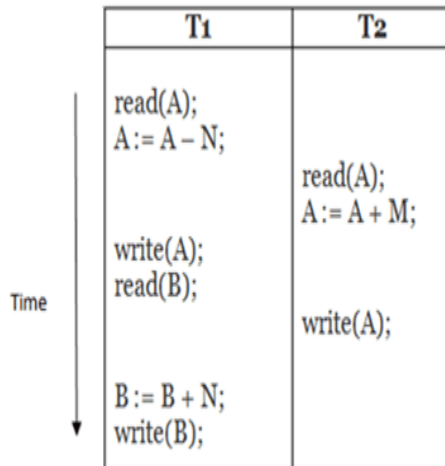 T1 T2
read(A);
A := A – N;
read(A);
A := A + M;
write(A);
read(B);
Time
write(A);
B := B + N;
write(B);